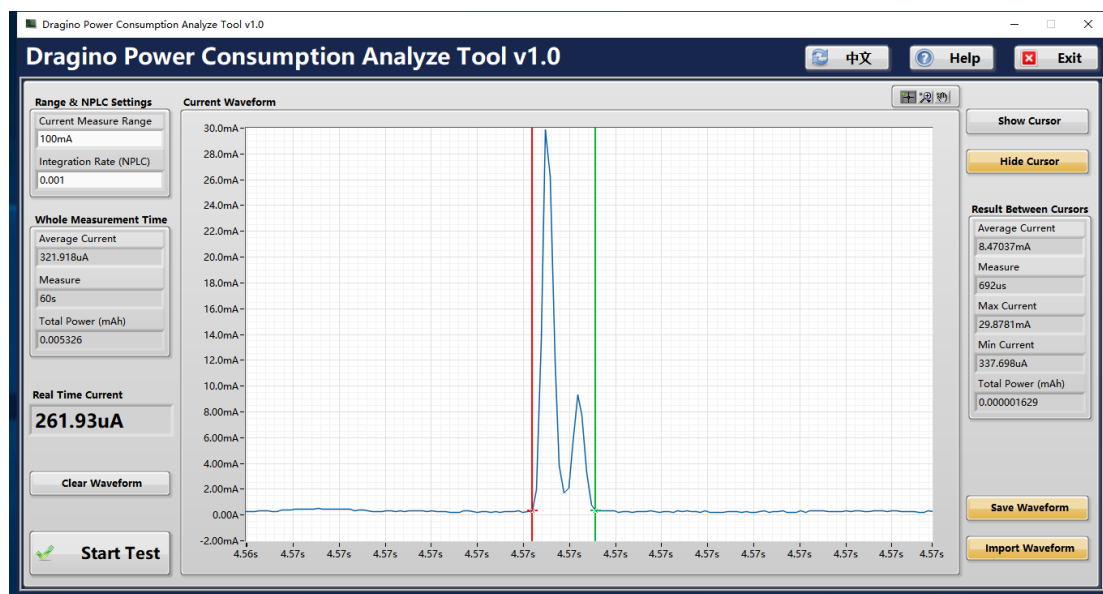 Dragino Power Consumption Analyze Tool v1.0
Dragino Power Consumption Analyze Tool v1.0
中文
Help
Exit
Range & NPLC Settings
Current Measure Range
100mA
Integration Rate (NPLC)
0.001
Whole Measurement Time
Average Current
321.918uA
Measure
60s
Total Power (mAh)
0.005326
Real Time Current
261.93uA
Clear Waveform
Start Test
Current Waveform
30.0mA
28.0mA
26.0mA
24.0mA
22.0mA
20.0mA
18.0mA
16.0mA
14.0mA
12.0mA
10.0mA
8.00mA
6.00mA
4.00mA
2.00mA
0.00A
-2.00mA
4.56s 4.57s 4.57s 4.57s 4.57s 4.57s 4.57s 4.57s 4.57s 4.57s 4.57s 4.57s 4.57s 4.57s 4.57s 4.57s
Show Cursor
Hide Cursor
Result Between Cursors
Average Current
8.47037mA
Measure
692us
Max Current
29.8781mA
Min Current
337.698uA
Total Power (mAh)
0.000001629
Save Waveform
Import Waveform